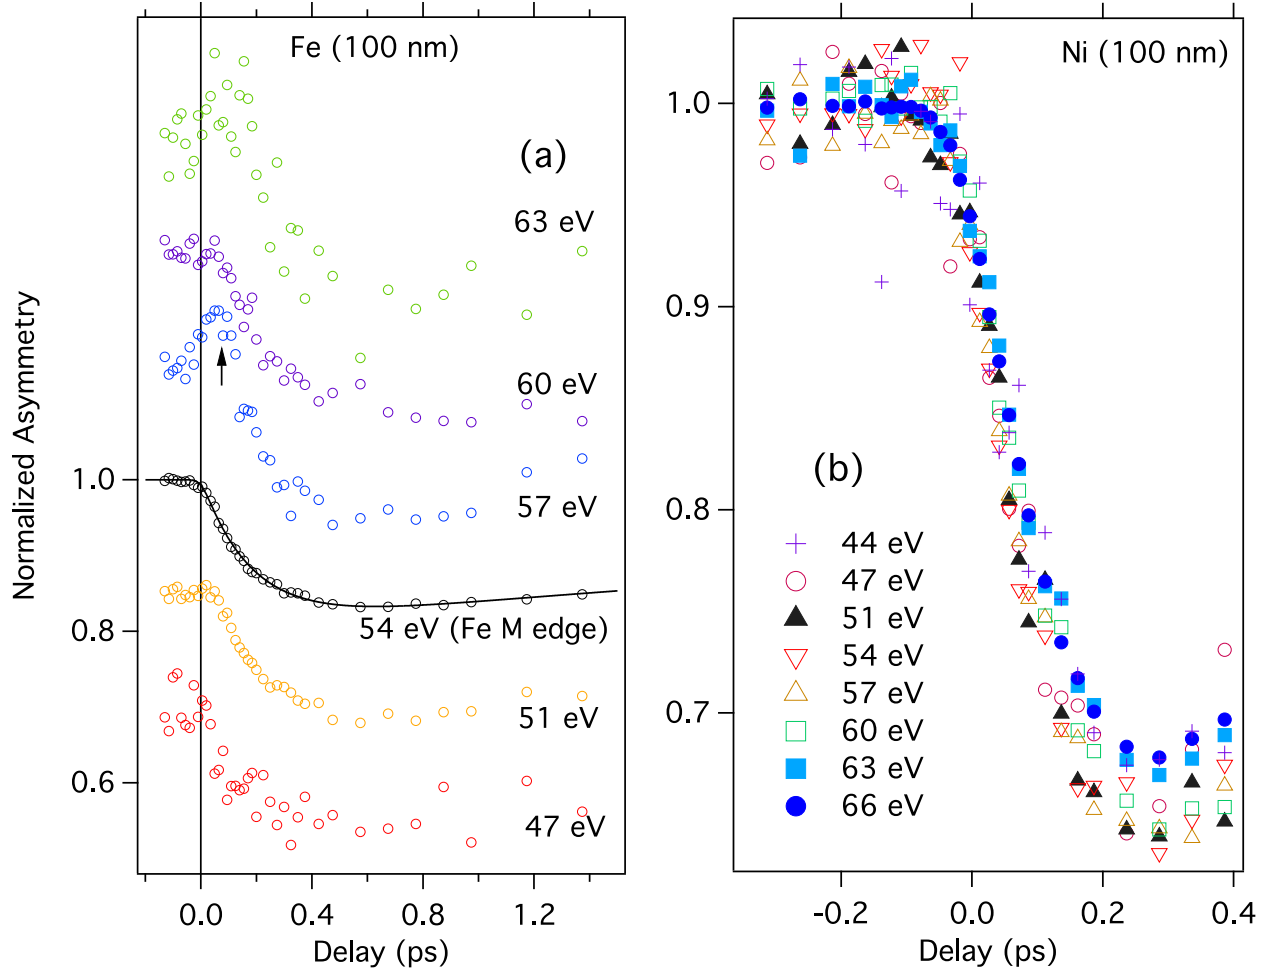 Fe (100 nm)
(a)
63 eV
60 eV
57 eV
54 eV (Fe M edge)
51 eV
47 eV
Normalized Asymmetry
1.0
0.8
0.6
0.0 0.4 0.8 1.2
Delay (ps)
Ni (100 nm)
(b)
44 eV
47 eV
51 eV
54 eV
57 eV
60 eV
63 eV
66 eV
1.0
0.9
0.8
0.7
-0.2 0.0 0.2 0.4
Delay (ps)